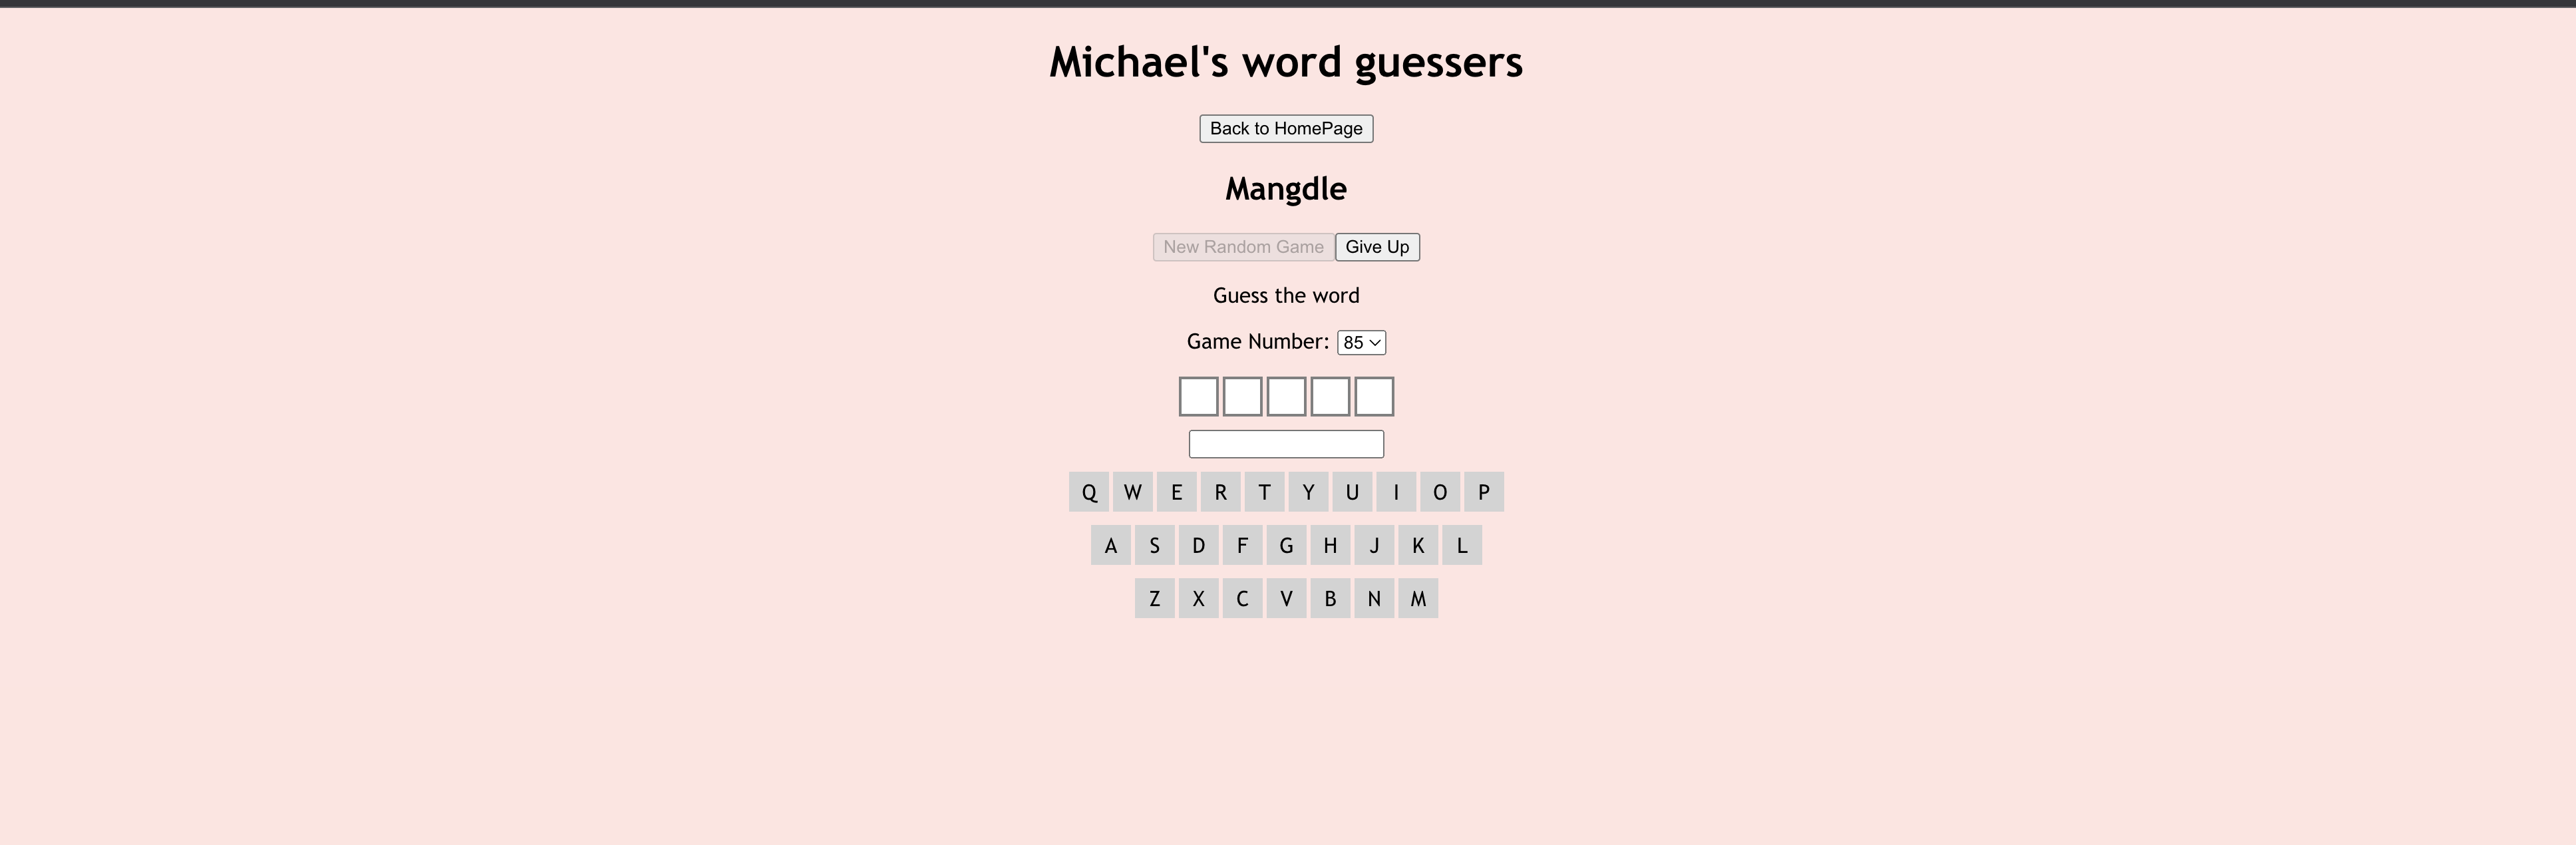 Michael's word guessers
Back to HomePage
Mangdle
New Random Game Give Up
Guess the word
Game Number: 85
Q W E R T Y U I O P
A S D F G H J K L
Z X C V B N M